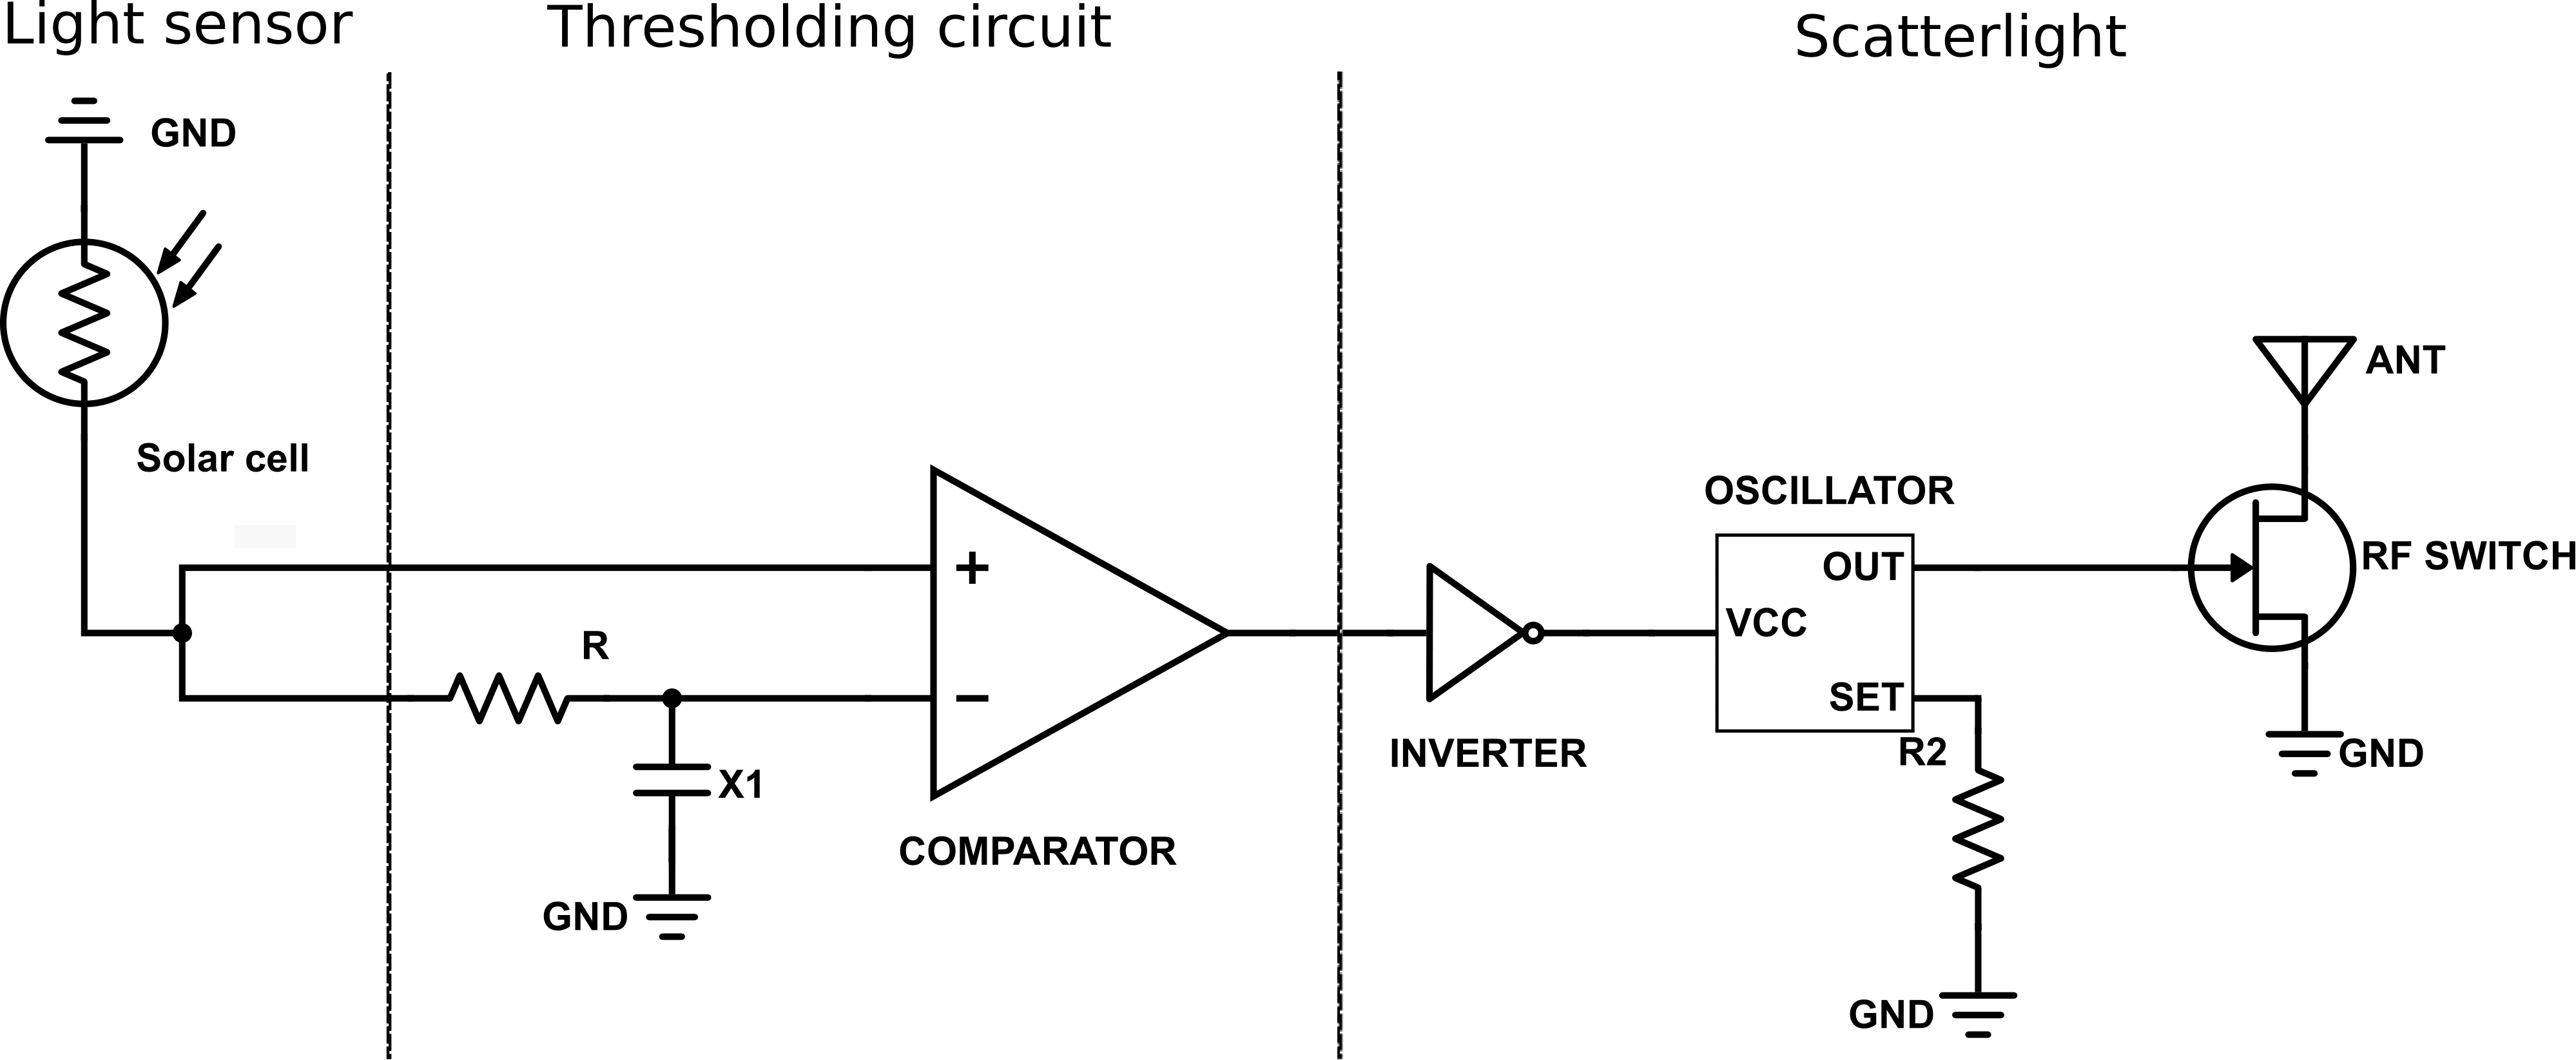 Light sensor
Thresholding circuit
Scatterlight
GND
Solar cell
R
X1
GND
+
−
COMPARATOR
INVERTER
OSCILLATOR
OUT
VCC
SET
R2
GND
ANT
RF SWITCH
GND